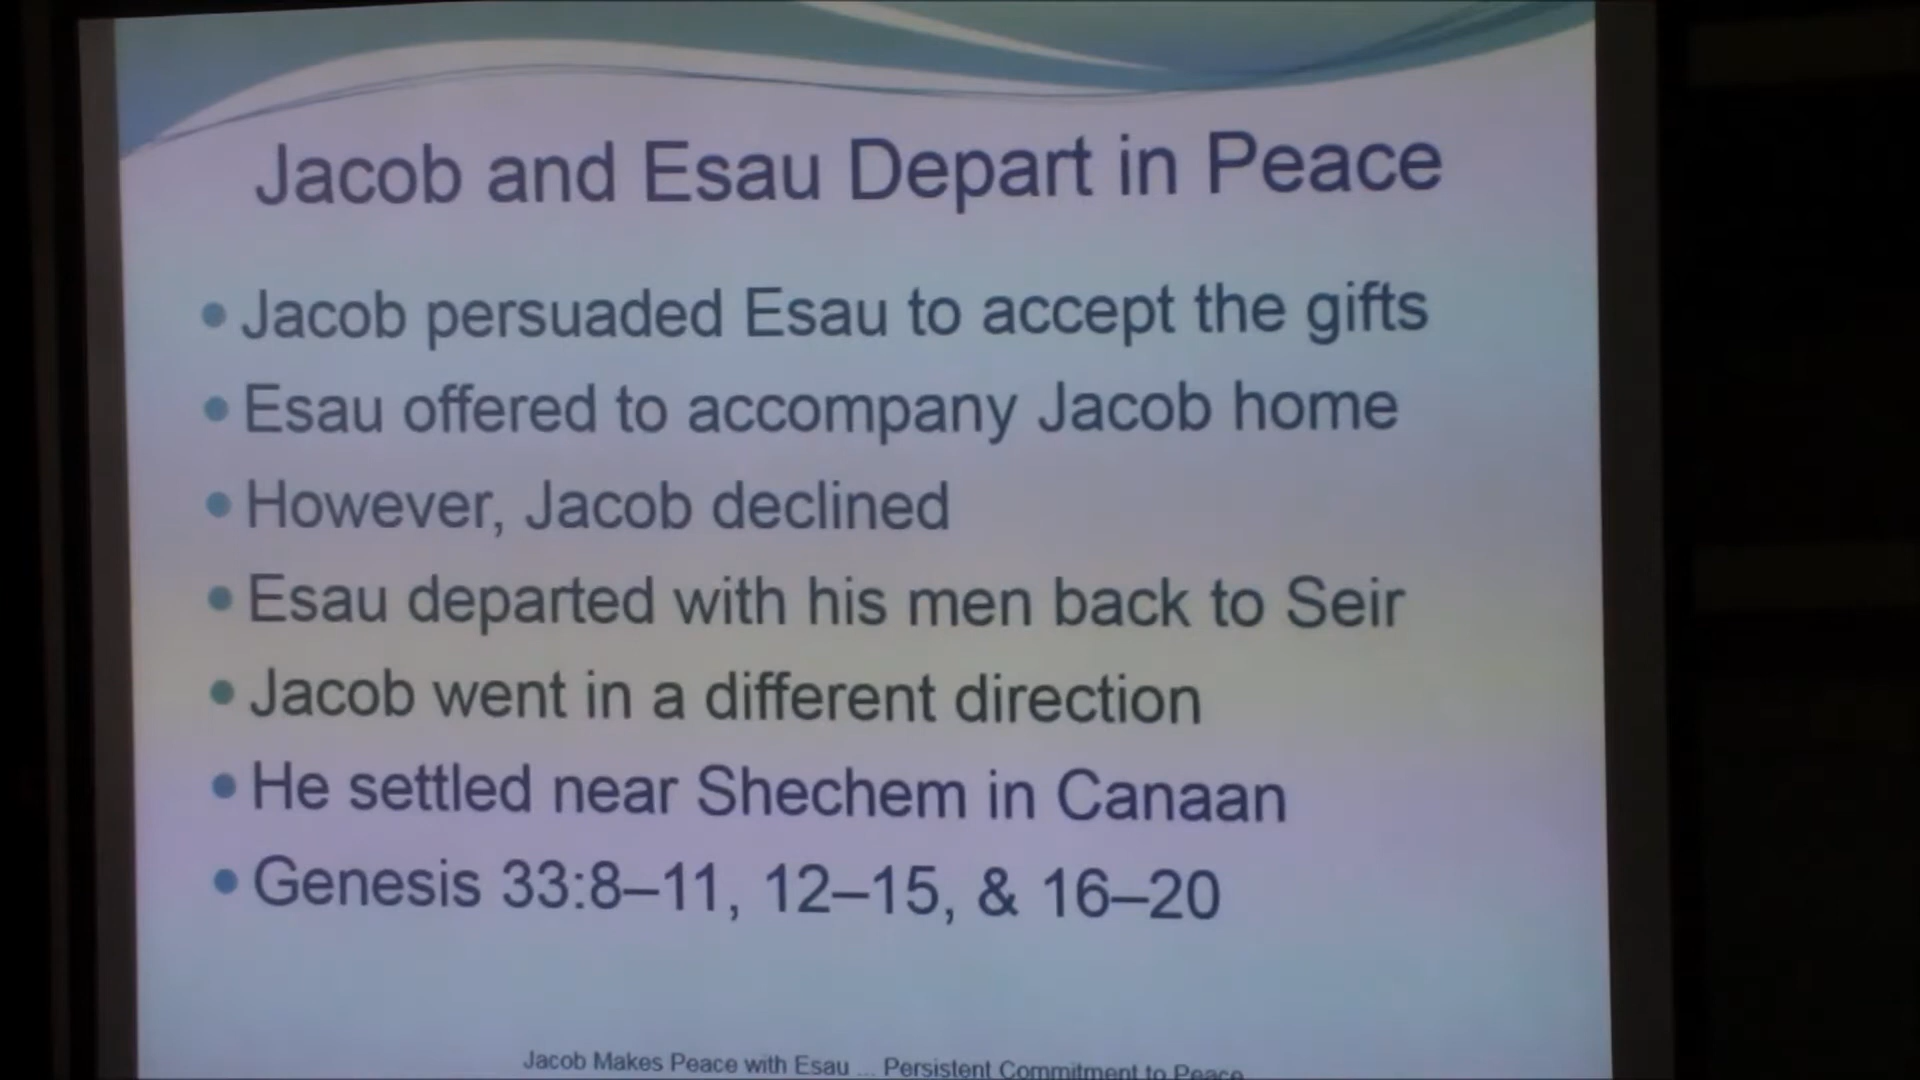 Jacob and Esau Depart in Peace
• Jacob persuaded Esau to accept the gifts
• Esau offered to accompany Jacob home
• However, Jacob declined
• Esau departed with his men back to Seir
• Jacob went in a different direction
• He settled near Shechem in Canaan
• Genesis 33:8–11, 12–15, & 16–20
Jacob Makes Peace with Esau ... Persistent Commitment to Peace